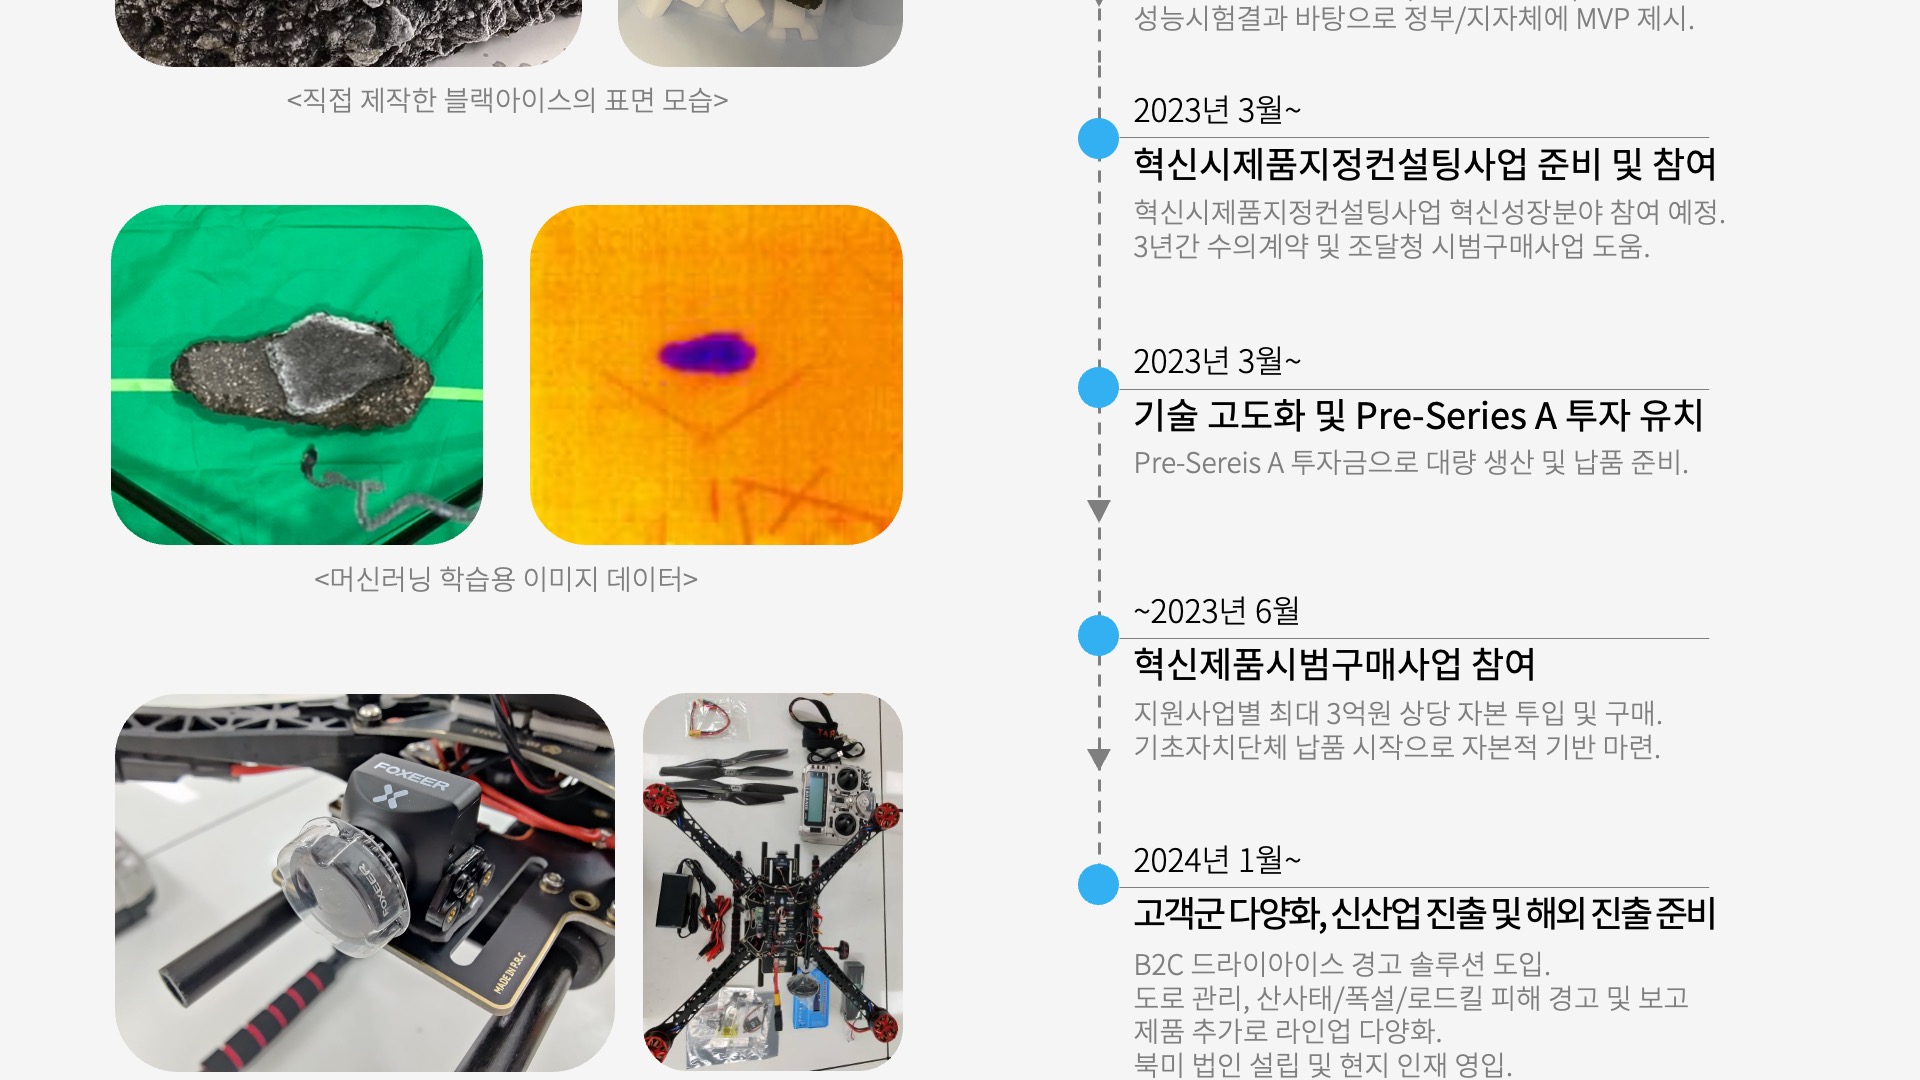 <직접 제작한 블랙아이스의 표면 모습>
<머신러닝 학습용 이미지 데이터>
FOXEER
FOXEER
MADE IN P.R.C
성능시험결과 바탕으로 정부/지자체에 MVP 제시.
2023년 3월~
혁신시제품지정컨설팅사업 준비 및 참여
혁신시제품지정컨설팅사업 혁신성장분야 참여 예정.
3년간 수의계약 및 조달청 시범구매사업 도움.
2023년 3월~
기술 고도화 및 Pre-Series A 투자 유치
Pre-Sereis A 투자금으로 대량 생산 및 납품 준비.
~2023년 6월
혁신제품시범구매사업 참여
지원사업별 최대 3억원 상당 자본 투입 및 구매.
기초자치단체 납품 시작으로 자본적 기반 마련.
2024년 1월~
고객군 다양화, 신산업 진출 및 해외 진출 준비
B2C 드라이아이스 경고 솔루션 도입.
도로 관리, 산사태/폭설/로드킬 피해 경고 및 보고
제품 추가로 라인업 다양화.
북미 법인 설립 및 현지 인재 영입.